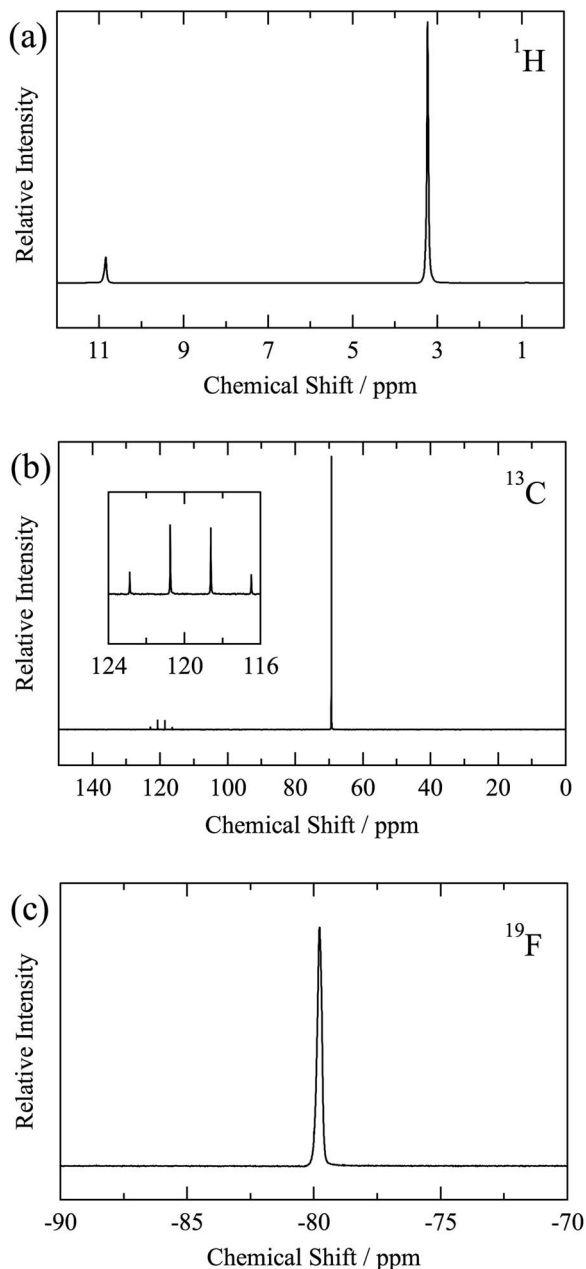 (a)
¹H
Relative Intensity
11 9 7 5 3 1
Chemical Shift / ppm
(b)
¹³C
Relative Intensity
124 120 116
140 120 100 80 60 40 20 0
Chemical Shift / ppm
(c)
¹⁹F
Relative Intensity
-90 -85 -80 -75 -70
Chemical Shift / ppm